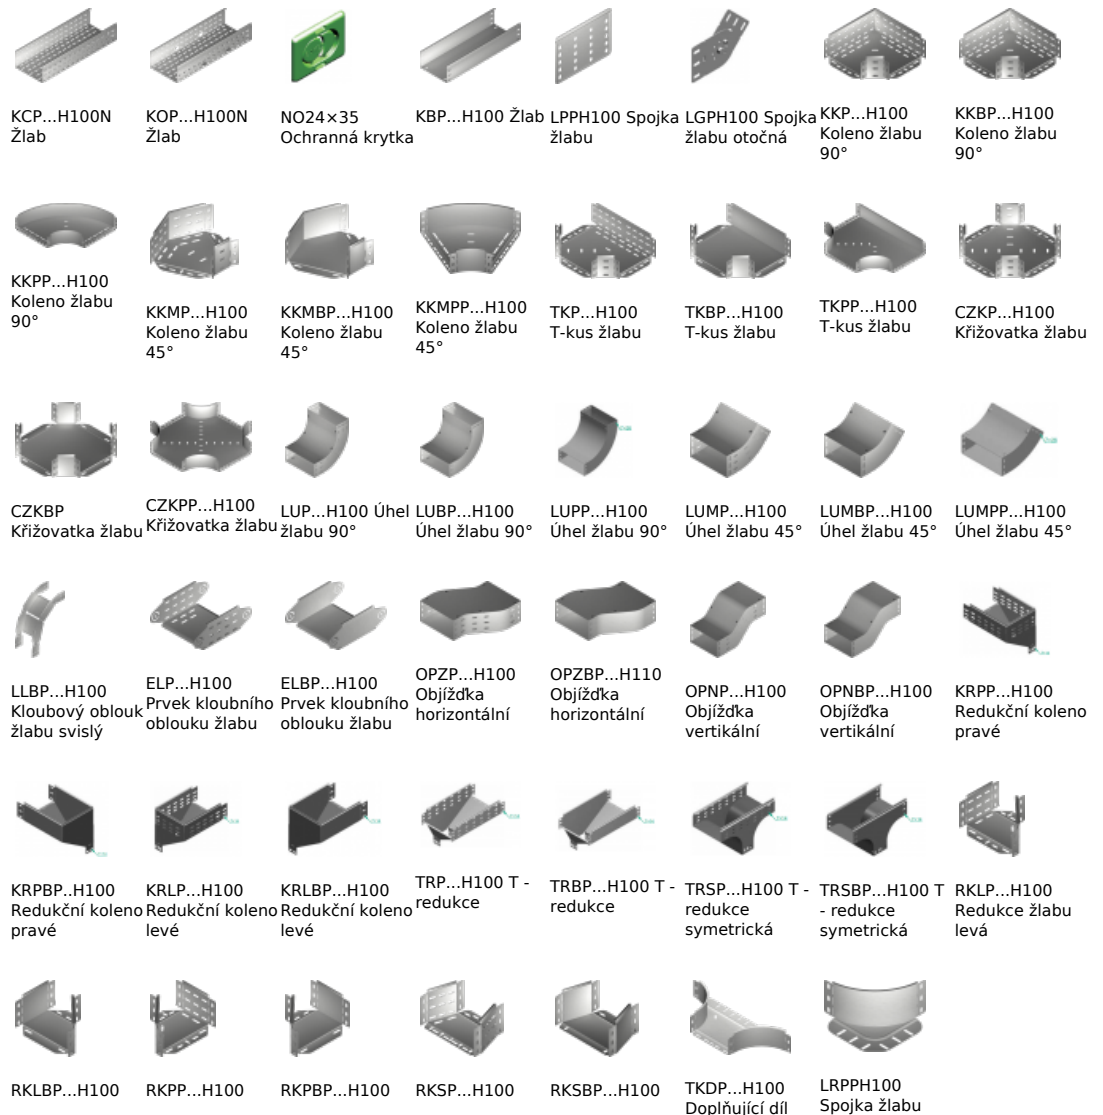 KCP...H100N
Žlab
KOP...H100N
Žlab
NO24×35
Ochranná krytka
KBP...H100 Žlab
LPPH100 Spojka
žlabu
LGPH100 Spojka
žlabu otočná
KKP...H100
Koleno žlabu
90°
KKBP...H100
Koleno žlabu
90°
KKPP...H100
Koleno žlabu
90°
KKMP...H100
Koleno žlabu
45°
KKMBP...H100
Koleno žlabu
45°
KKMPP...H100
Koleno žlabu
45°
TKP...H100
T-kus žlabu
TKBP...H100
T-kus žlabu
TKPP...H100
T-kus žlabu
CZKP...H100
Křižovatka žlabu
CZKBP
Křižovatka žlabu
CZKPP...H100
Křižovatka žlabu
LUP...H100 Úhel
žlabu 90°
LUBP...H100
Úhel žlabu 90°
LUPP...H100
Úhel žlabu 90°
LUMP...H100
Úhel žlabu 45°
LUMBP...H100
Úhel žlabu 45°
LUMPP...H100
Úhel žlabu 45°
LLBP...H100
Kloubový oblouk
žlabu svislý
ELP...H100
Prvek kloubního
oblouku žlabu
ELBP...H100
Prvek kloubního
oblouku žlabu
OPZP...H100
Objížďka
horizontální
OPZBP...H110
Objížďka
horizontální
OPNP...H100
Objížďka
vertikální
OPNBP...H100
Objížďka
vertikální
KRPP...H100
Redukční koleno
pravé
KRPBP..H100
Redukční koleno
pravé
KRLP...H100
Redukční koleno
levé
KRLBP...H100
Redukční koleno
levé
TRP...H100 T -
redukce
TRBP...H100 T -
redukce
TRSP...H100 T -
redukce
symetrická
TRSBP...H100 T
- redukce
symetrická
RKLP...H100
Redukce žlabu
levá
RKLBP...H100
RKPP...H100
RKPBP...H100
RKSP...H100
RKSBP...H100
TKDP...H100
Doplňující díl
LRPPH100
Spojka žlabu